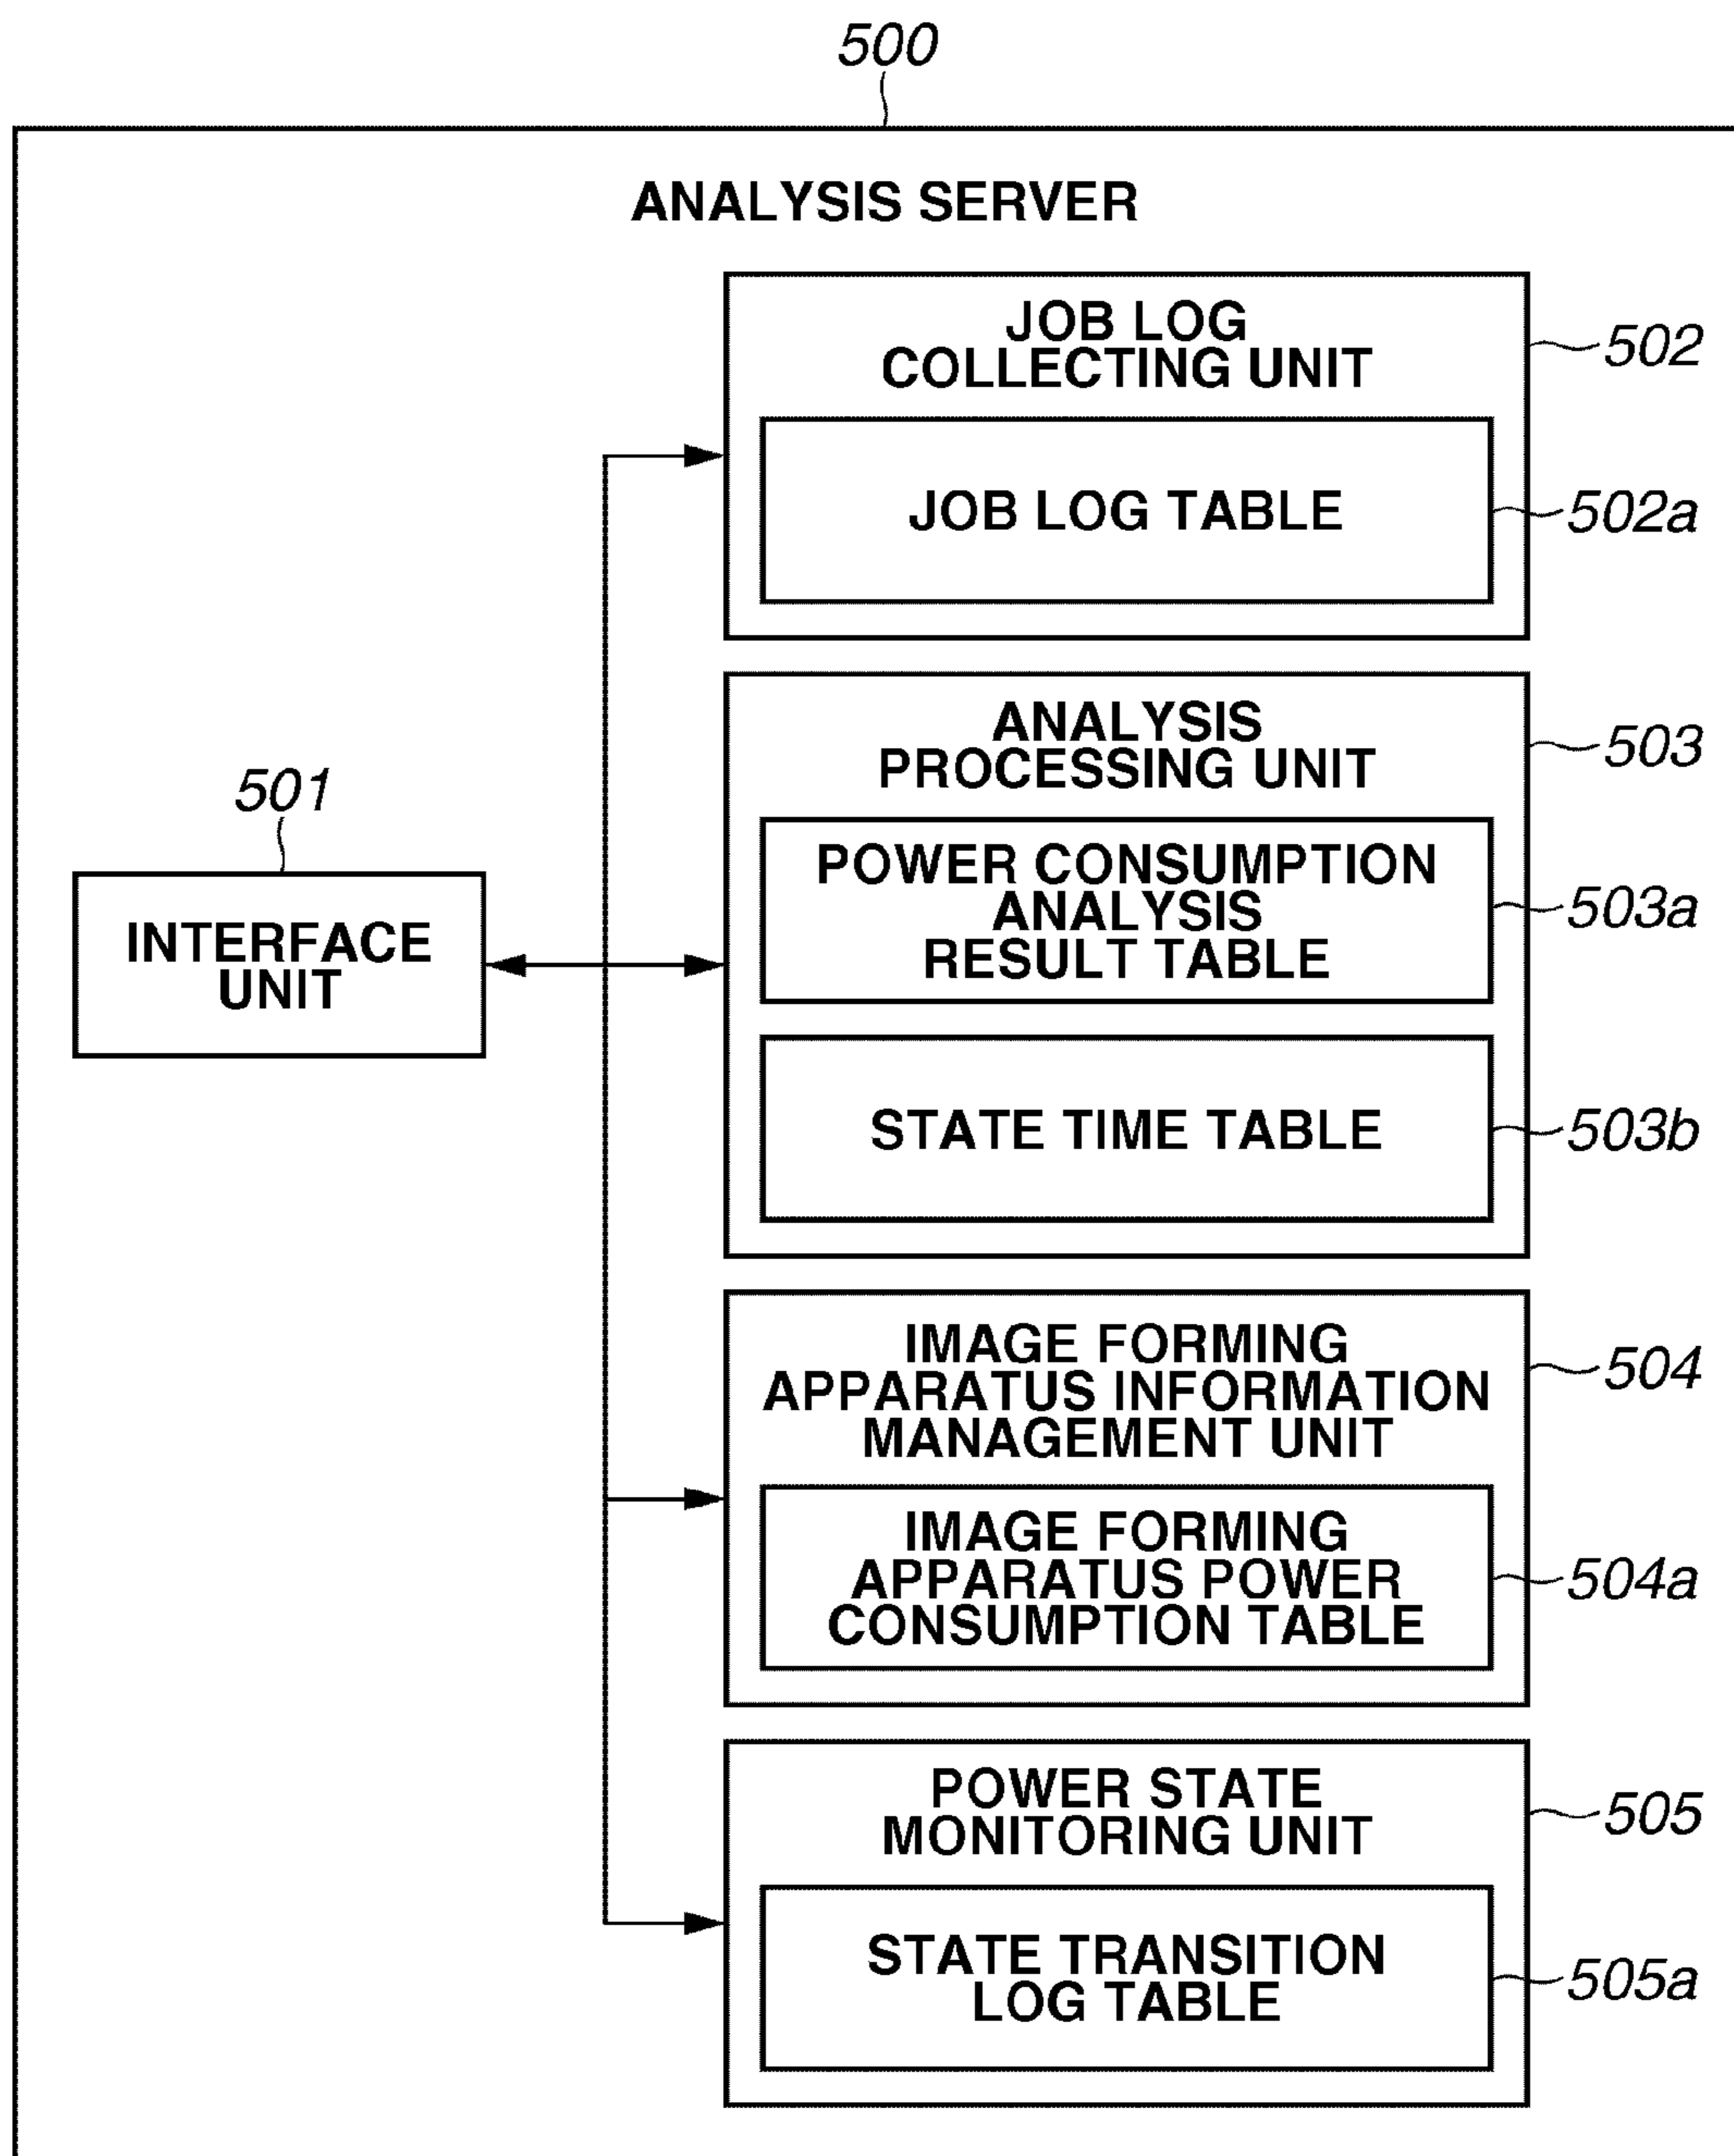 500
ANALYSIS SERVER
JOB LOG
COLLECTING UNIT
502
JOB LOG TABLE
502a
ANALYSIS
PROCESSING UNIT
503
POWER CONSUMPTION
ANALYSIS
RESULT TABLE
503a
501
INTERFACE
UNIT
STATE TIME TABLE
503b
IMAGE FORMING
APPARATUS INFORMATION
MANAGEMENT UNIT
504
IMAGE FORMING
APPARATUS POWER
CONSUMPTION TABLE
504a
POWER STATE
MONITORING UNIT
505
STATE TRANSITION
LOG TABLE
505a